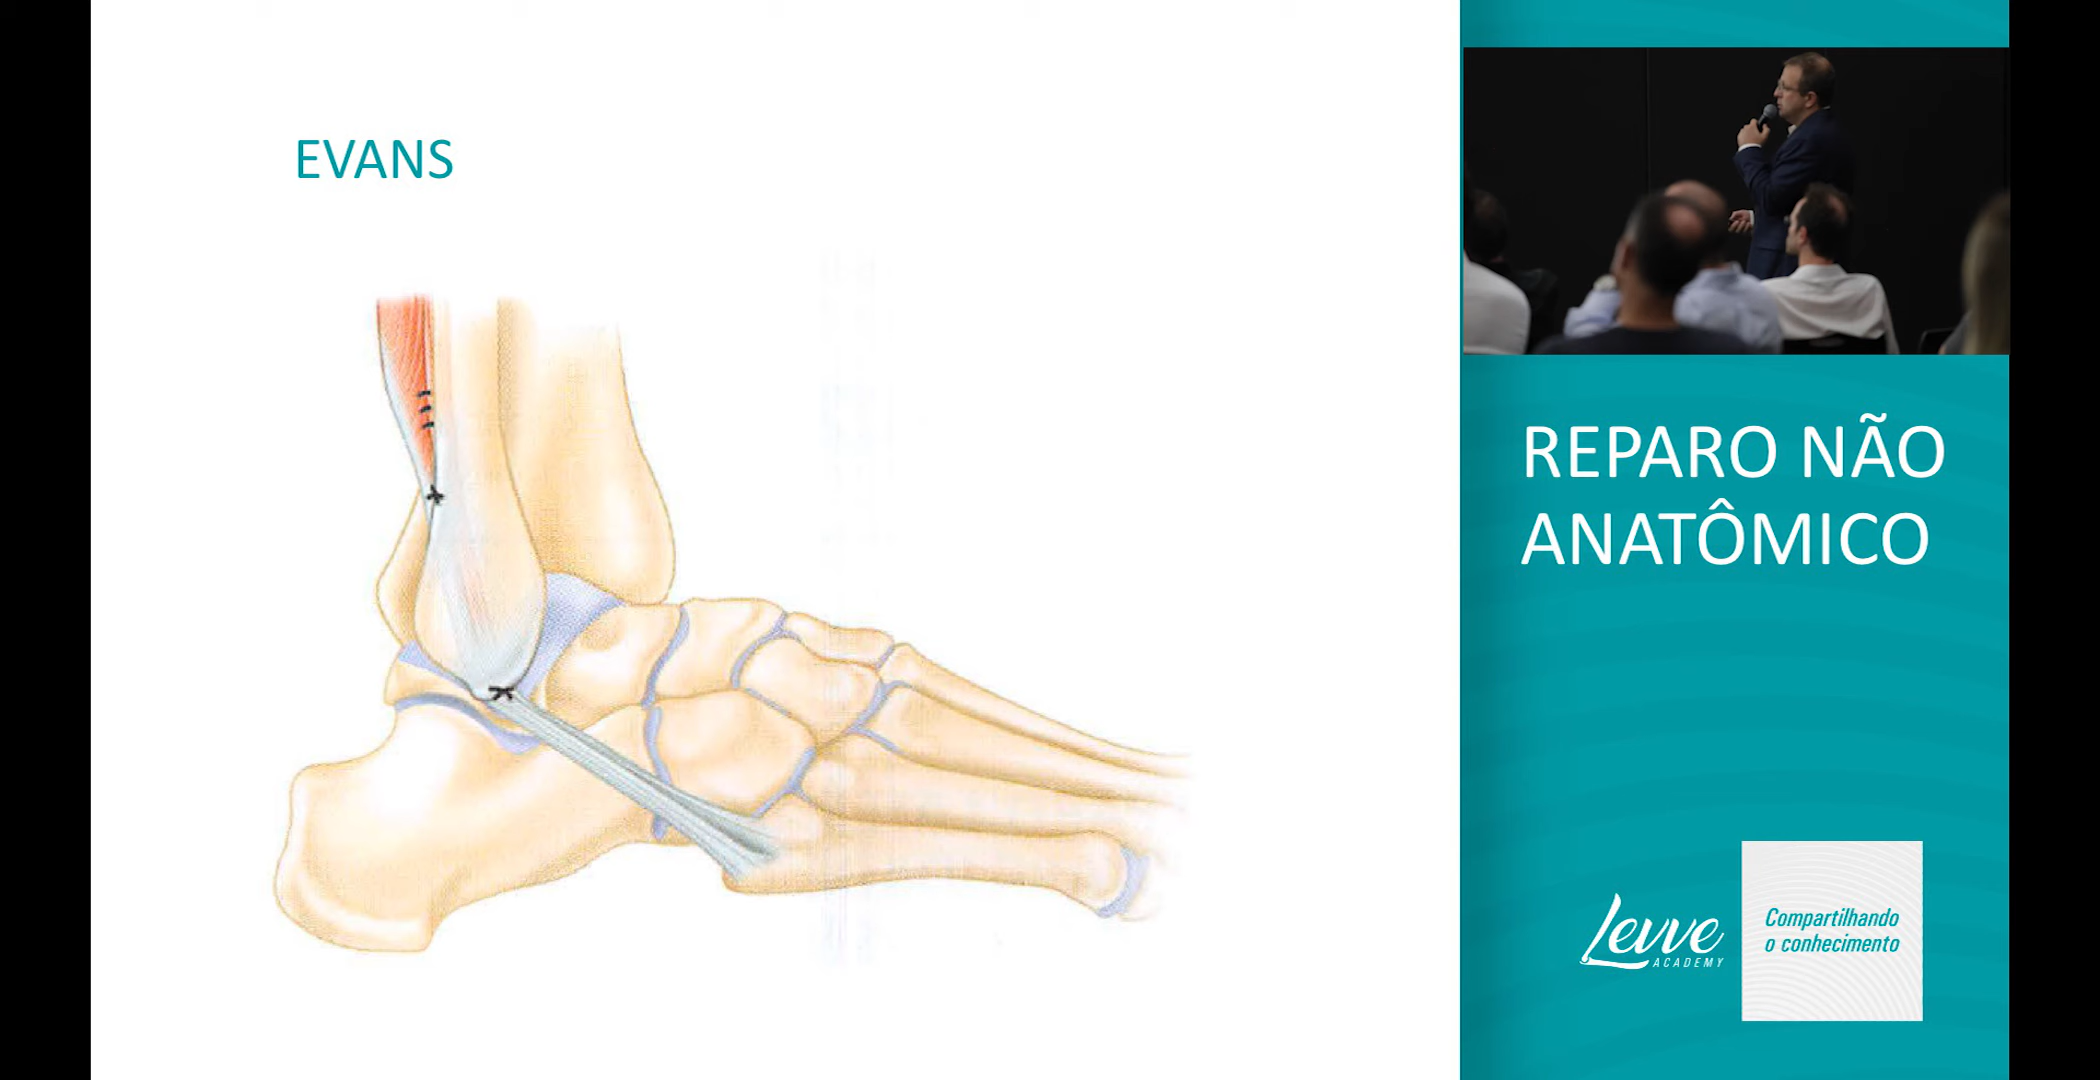 EVANS
REPARO NÃO
ANATÔMICO
Levve
ACADEMY
Compartilhando
o conhecimento